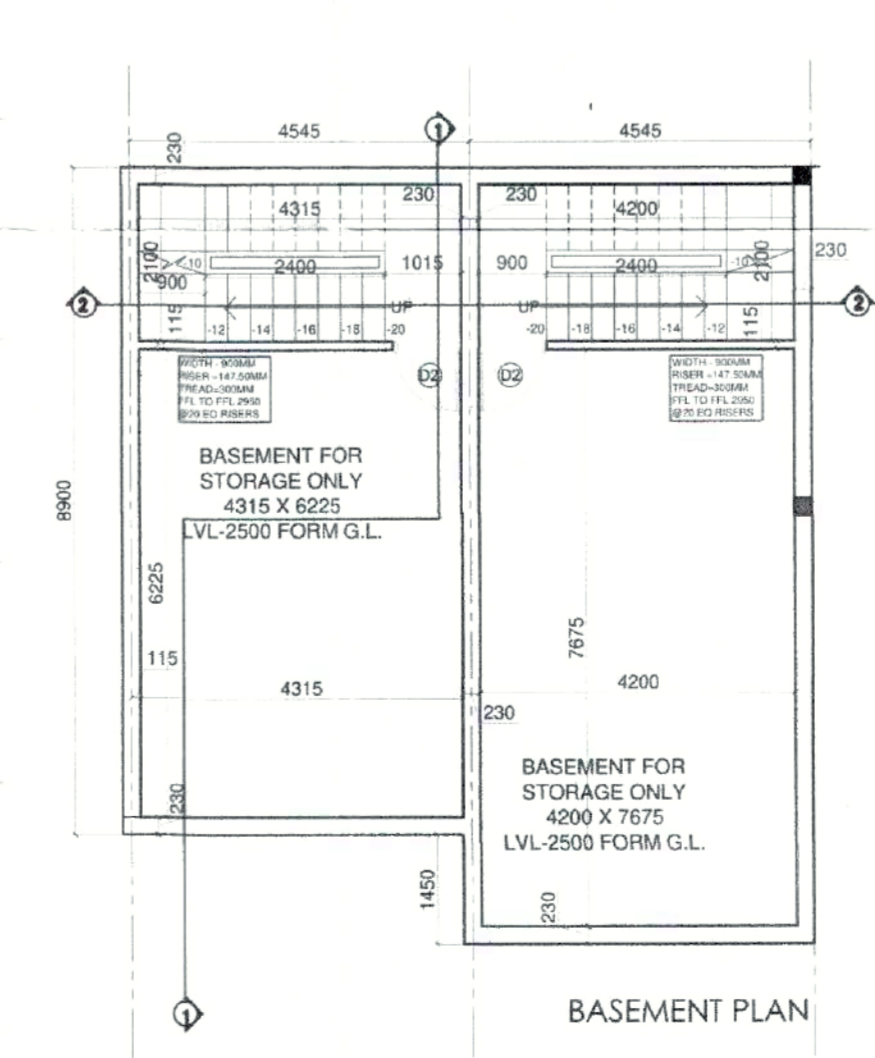 4545
1
4545
230
230
230
4315
4200
2100
-10
2400
1015
900
2400
-10
2100
230
900
2
2
115
UP
UP
115
-12
-14
-16
-18
-20
-20
-18
-16
-14
-12
D2
D2
WIDTH - 900MM
RISER =147.50MM
TREAD=300MM
FFL TO FFL 2950
@20 EQ RISERS
WIDTH - 900MM
RISER =147.50MM
TREAD=300MM
FFL TO FFL 2950
@20 EQ RISERS
BASEMENT FOR
STORAGE ONLY
4315 X 6225
LVL-2500 FORM G.L.
8900
6225
7675
115
4315
4200
230
BASEMENT FOR
STORAGE ONLY
4200 X 7675
LVL-2500 FORM G.L.
230
1450
230
1
BASEMENT PLAN